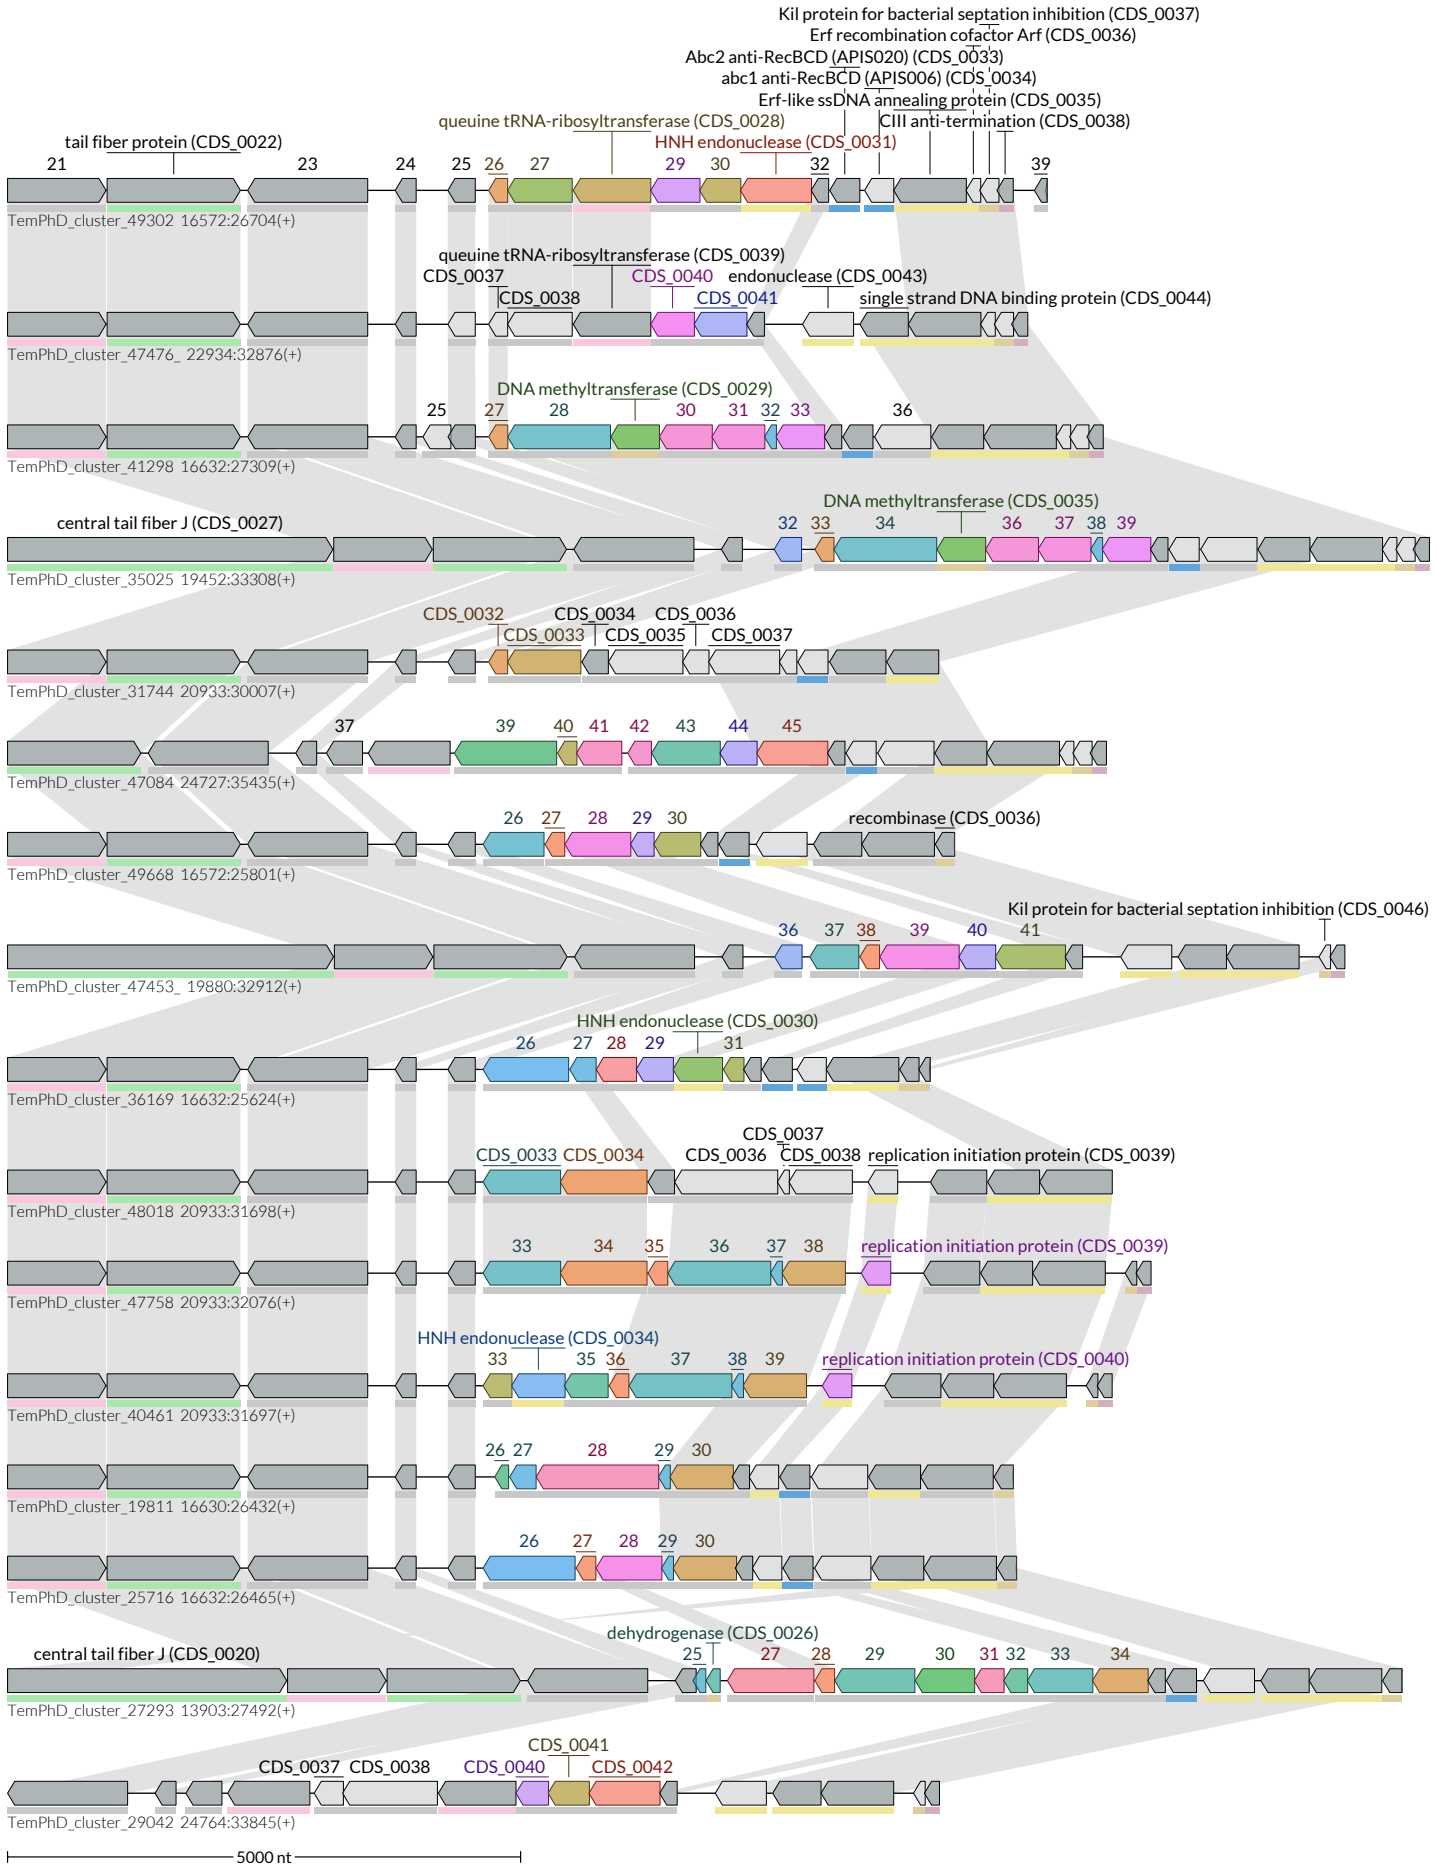 Kil protein for bacterial septation inhibition (CDS_0037)
Erf recombination cofactor Arf (CDS_0036)
Abc2 anti-RecBCD (APIS020) (CDS_0033)
abc1 anti-RecBCD (APIS006) (CDS_0034)
Erf-like ssDNA annealing protein (CDS_0035)
queuine tRNA-ribosyltransferase (CDS_0028) CIII anti-termination (CDS_0038)
tail fiber protein (CDS_0022) HNH endonuclease (CDS_0031)
21 23 24 25 26 27 29 30 32 39
TemPhD_cluster_49302 16572:26704(+)
queuine tRNA-ribosyltransferase (CDS_0039)
CDS_0037 CDS_0040 endonuclease (CDS_0043)
CDS_0038 CDS_0041 single strand DNA binding protein (CDS_0044)
TemPhD_cluster_47476_ 22934:32876(+)
DNA methyltransferase (CDS_0029)
25 27 28 30 31 32 33 36
TemPhD_cluster_41298 16632:27309(+)
DNA methyltransferase (CDS_0035)
central tail fiber J (CDS_0027) 32 33 34 36 37 38 39
TemPhD_cluster_35025 19452:33308(+)
CDS_0032 CDS_0034 CDS_0036
CDS_0033 CDS_0035 CDS_0037
TemPhD_cluster_31744 20933:30007(+)
37 39 40 41 42 43 44 45
TemPhD_cluster_47084 24727:35435(+)
26 27 28 29 30 recombinase (CDS_0036)
TemPhD_cluster_49668 16572:25801(+)
Kil protein for bacterial septation inhibition (CDS_0046)
36 37 38 39 40 41
TemPhD_cluster_47453_ 19880:32912(+)
HNH endonuclease (CDS_0030)
26 27 28 29 31
TemPhD_cluster_36169 16632:25624(+)
CDS_0037
CDS_0033 CDS_0034 CDS_0036 CDS_0038 replication initiation protein (CDS_0039)
TemPhD_cluster_48018 20933:31698(+)
33 34 35 36 37 38 replication initiation protein (CDS_0039)
TemPhD_cluster_47758 20933:32076(+)
HNH endonuclease (CDS_0034)
33 35 36 37 38 39 replication initiation protein (CDS_0040)
TemPhD_cluster_40461 20933:31697(+)
26 27 28 29 30
TemPhD_cluster_19811 16630:26432(+)
26 27 28 29 30
TemPhD_cluster_25716 16632:26465(+)
dehydrogenase (CDS_0026)
central tail fiber J (CDS_0020) 25 27 28 29 30 31 32 33 34
TemPhD_cluster_27293 13903:27492(+)
CDS_0041
CDS_0037 CDS_0038 CDS_0040 CDS_0042
TemPhD_cluster_29042 24764:33845(+)
5000 nt